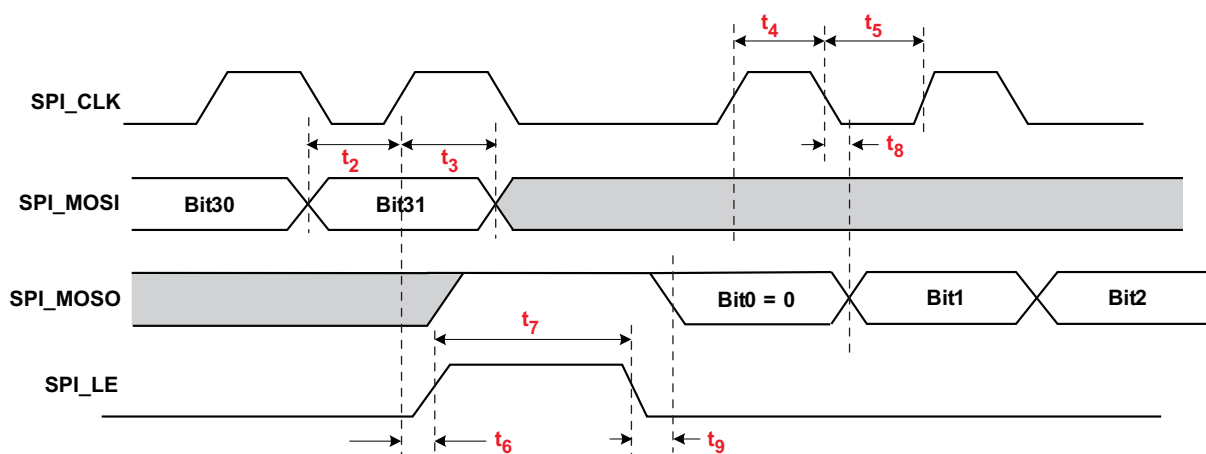 t4 t5
SPI_CLK
t2 t3 t8
SPI_MOSI Bit30 Bit31
SPI_MOSO Bit0 = 0 Bit1 Bit2
t7
SPI_LE
t6 t9